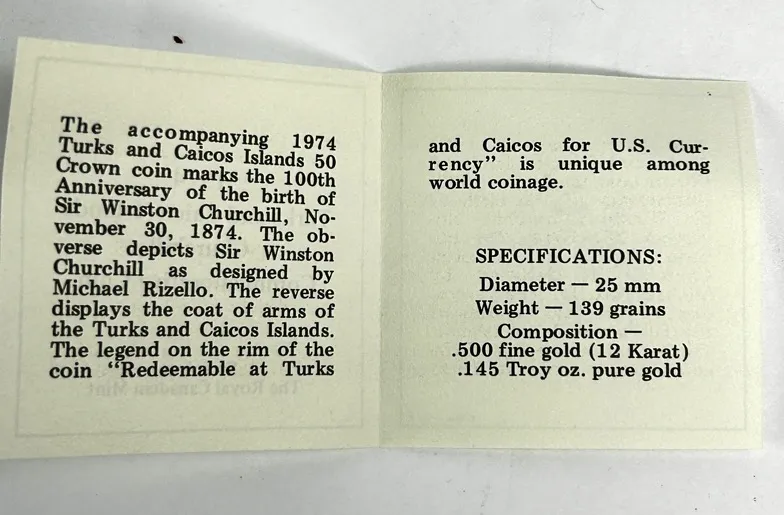 The accompanying 1974
Turks and Caicos Islands 50
Crown coin marks the 100th
Anniversary of the birth of
Sir Winston Churchill, No-
vember 30, 1874. The ob-
verse depicts Sir Winston
Churchill as designed by
Michael Rizello. The reverse
displays the coat of arms of
the Turks and Caicos Islands.
The legend on the rim of the
coin “Redeemable at Turks
and Caicos for U.S. Cur-
rency” is unique among
world coinage.
SPECIFICATIONS:
Diameter — 25 mm
Weight — 139 grains
Composition —
.500 fine gold (12 Karat)
.145 Troy oz. pure gold